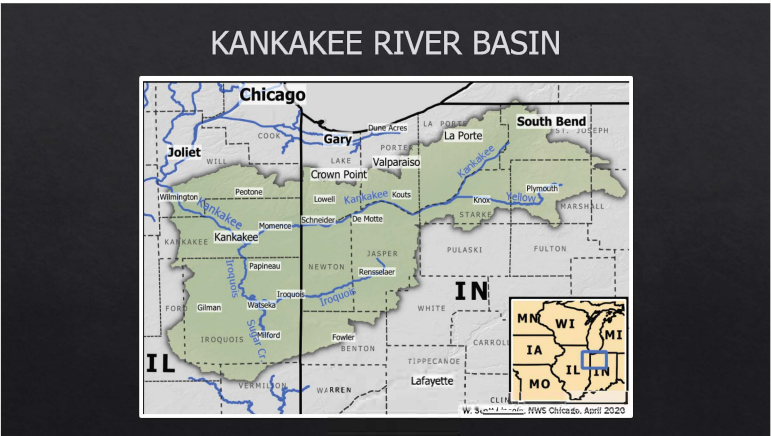 KANKAKEE RIVER BASIN
Chicago
South Bend
ST. JOSEPH
LA PORTE
Dune Acres
COOK
Gary
La Porte
PORTER
Joliet
WILL
LAKE
Valparaiso
Crown Point
Kankakee
Wilmington
Peotone
Lowell
Kankakee
Kouts
Knox
Yellow
Plymouth
MARSHALL
Kankakee
Momence
Schneider
De Motte
STARKE
KANKAKEE
Kankakee
JASPER
PULASKI
FULTON
Papineau
NEWTON
Rensselaer
Iroquois
Iroquois
Iroquois
IN
FORD
Gilman
Watseka
WHITE
Sugar Cr
Milford
IROQUOIS
Fowler
BENTON
CARROLL
IL
TIPPECANOE
VERMILION
WARREN
Lafayette
CLIN
MN
WI
MI
IA
IL
IN
MO
W. Scott Lincoln, NWS Chicago, April 2020